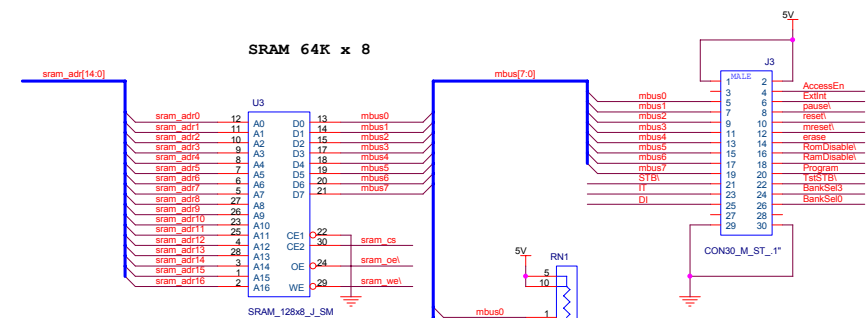 5V
SRAM 64K x 8
J3
sram_adr[14:0]
mbus[7:0]
MALE
1 2
3 4 AccessEn
mbus0 5 6 ExtInt
mbus1 7 8 pause\
mbus2 9 10 reset\
mbus3 11 12 mreset\
mbus4 13 14 erase
mbus5 15 16 RomDisable\
mbus6 17 18 RamDisable\
mbus7 19 20 Program
STB\ 21 22 TstSTB\
IT 23 24 BankSel3
DI 25 26 BankSel0
27 28
29 30
CON30_M_ST_.1"
U3
sram_adr0 12 A0 D0 13 mbus0
sram_adr1 11 A1 D1 14 mbus1
sram_adr2 10 A2 D2 15 mbus2
sram_adr3 9 A3 D3 17 mbus3
sram_adr4 8 A4 D4 18 mbus4
sram_adr5 7 A5 D5 19 mbus5
sram_adr6 6 A6 D6 20 mbus6
sram_adr7 5 A7 D7 21 mbus7
sram_adr8 27 A8
sram_adr9 26 A9
sram_adr10 23 A10
sram_adr11 25 A11 CE1 22
sram_adr12 4 A12 CE2 30 sram_cs
sram_adr13 28 A13
sram_adr14 3 A14 OE 24 sram_oe\
sram_adr15 1 A15
sram_adr16 2 A16 WE 29 sram_we\
SRAM_128x8_J_SM
5V
RN1
5
10
mbus0 1